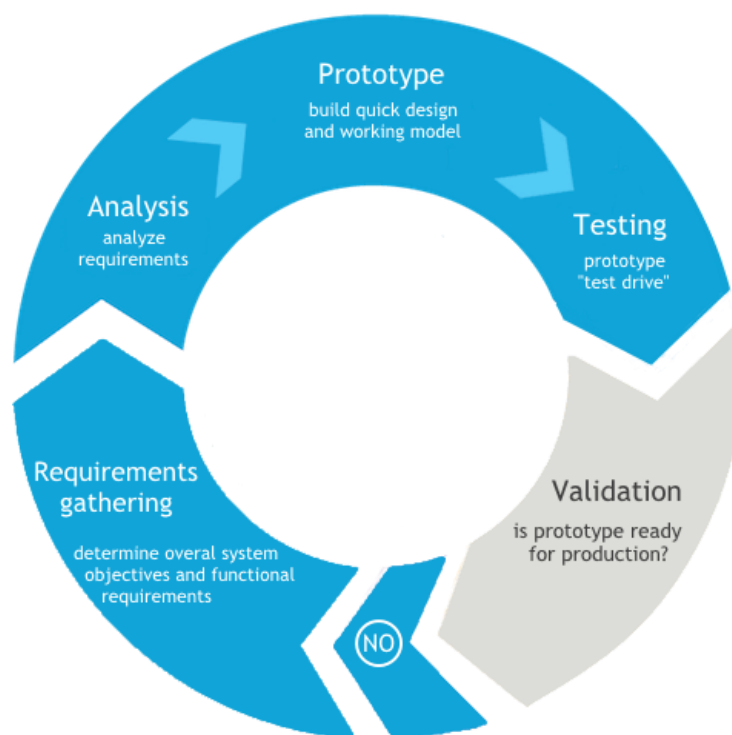 Prototype
build quick design
and working model
Analysis
analyze
requirements
Testing
prototype
"test drive"
Requirements
gathering
determine overal system
objectives and functional
requirements
Validation
is prototype ready
for production?
NO